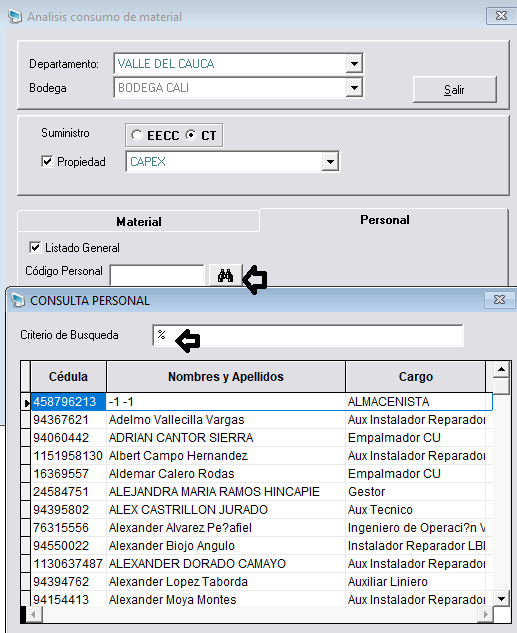 Analisis consumo de material
Departamento: VALLE DEL CAUCA
Bodega BODEGA CALI
Salir
Suministro EECC CT
Propiedad CAPEX
Material Personal
Listado General
Código Personal
CONSULTA PERSONAL
Criterio de Busqueda %
Cédula Nombres y Apellidos Cargo
458796213 -1 -1 ALMACENISTA
94367621 Adelmo Vallecilla Vargas Aux Instalador Reparador
94060442 ADRIAN CANTOR SIERRA Empalmador CU
1151958130 Albert Campo Hernandez Aux Instalador Reparador
16369557 Aldemar Calero Rodas Empalmador CU
24584751 ALEJANDRA MARIA RAMOS HINCAPIE Gestor
94395802 ALEX CASTRILLON JURADO Aux Tecnico
76315556 Alexander Alvarez Pe?afiel Ingeniero de Operaci?n V
94550022 Alexander Biojo Angulo Instalador Reparador LBI
1130637487 ALEXANDER DORADO CAMAYO Aux Instalador Reparador
94394762 Alexander Lopez Taborda Auxiliar Liniero
94154413 Alexander Moya Montes Aux Instalador Reparador